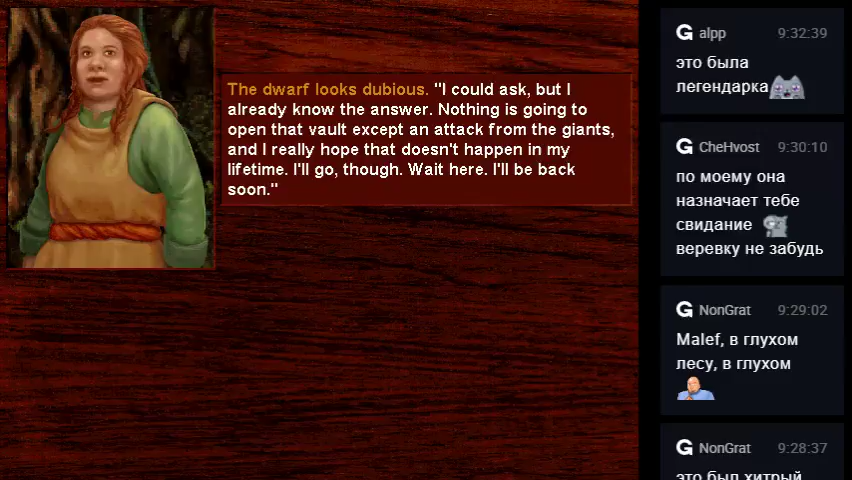 The dwarf looks dubious. "I could ask, but I
already know the answer. Nothing is going to
open that vault except an attack from the giants,
and I really hope that doesn't happen in my
lifetime. I'll go, though. Wait here. I'll be back
soon."
G alpp 9:32:39
это была
легендарка
G CheHvost 9:30:10
по моему она
назначает тебе
свидание
веревку не забудь
G NonGrat 9:29:02
Malef, в глухом
лесу, в глухом
G NonGrat 9:28:37
это был хитрый